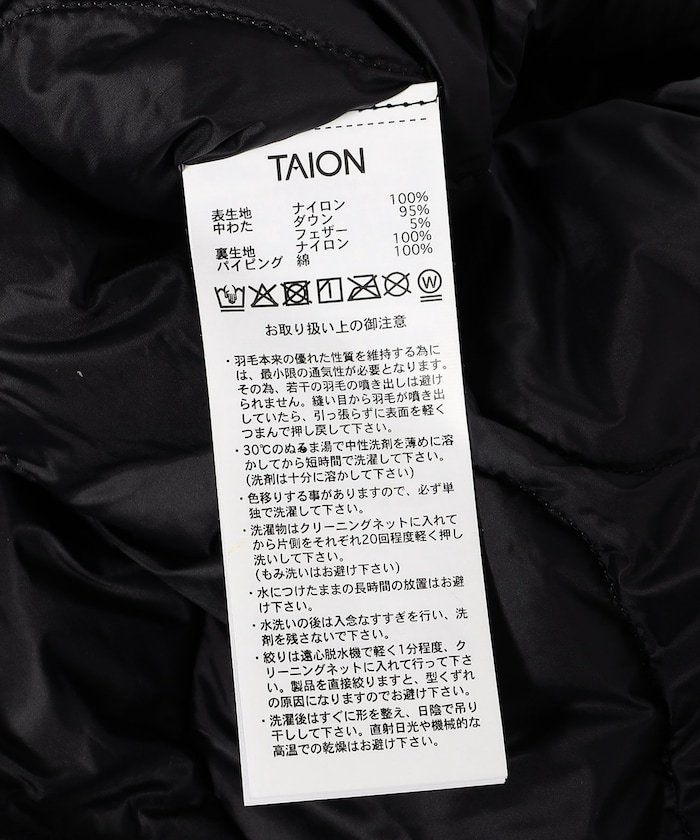 TAION
表生地 ナイロン 100%
中わた ダウン 95%
フェザー 5%
裏生地 ナイロン 100%
パイピング 綿 100%
W
お取り扱い上の御注意
・羽毛本来の優れた性質を維持する為に
は、最小限の通気性が必要となります。
その為、若干の羽毛の噴き出しは避け
られません。縫い目から羽毛が噴き出
していたら、引っ張らずに表面を軽く
つまんで押し戻して下さい。
・30℃のぬるま湯で中性洗剤を薄めに溶
かしてから短時間で洗濯して下さい。
(洗剤は十分に溶かして下さい)
・色移りする事がありますので、必ず単
独で洗濯して下さい。
・洗濯物はクリーニングネットに入れて
から片側をそれぞれ20回程度軽く押し
洗いして下さい。
(もみ洗いはお避け下さい)
・水につけたままの長時間の放置はお避
け下さい。
・水洗いの後は入念なすすぎを行い、洗
剤を残さないで下さい。
・絞りは遠心脱水機で軽く1分程度、ク
リーニングネットに入れて行って下さ
い。製品を直接絞りますと、型くずれ
の原因になりますのでお避け下さい。
・洗濯後はすぐに形を整え、日陰で吊り
干しして下さい。直射日光や機械的な
高温での乾燥はお避け下さい。